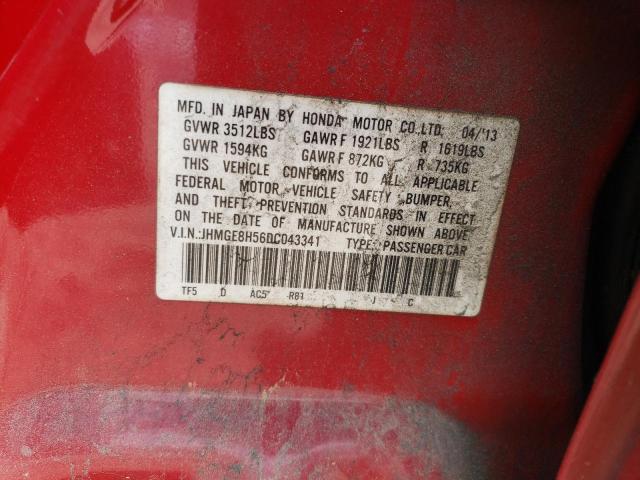 MFD. IN JAPAN BY HONDA MOTOR CO.,LTD. 04/13
GVWR 3512LBS GAWR F 1921LBS R 1619LBS
GVWR 1594KG GAWR F 872KG R 735KG
THIS VEHICLE CONFORMS TO ALL APPLICABLE
FEDERAL MOTOR VEHICLE SAFETY, BUMPER,
AND THEFT PREVENTION STANDARDS IN EFFECT
ON THE DATE OF MANUFACTURE SHOWN ABOVE.
V.I.N.:JHMGE8H56DC043341 TYPE: PASSENGER CAR
TF5 D AC5 R81 J C